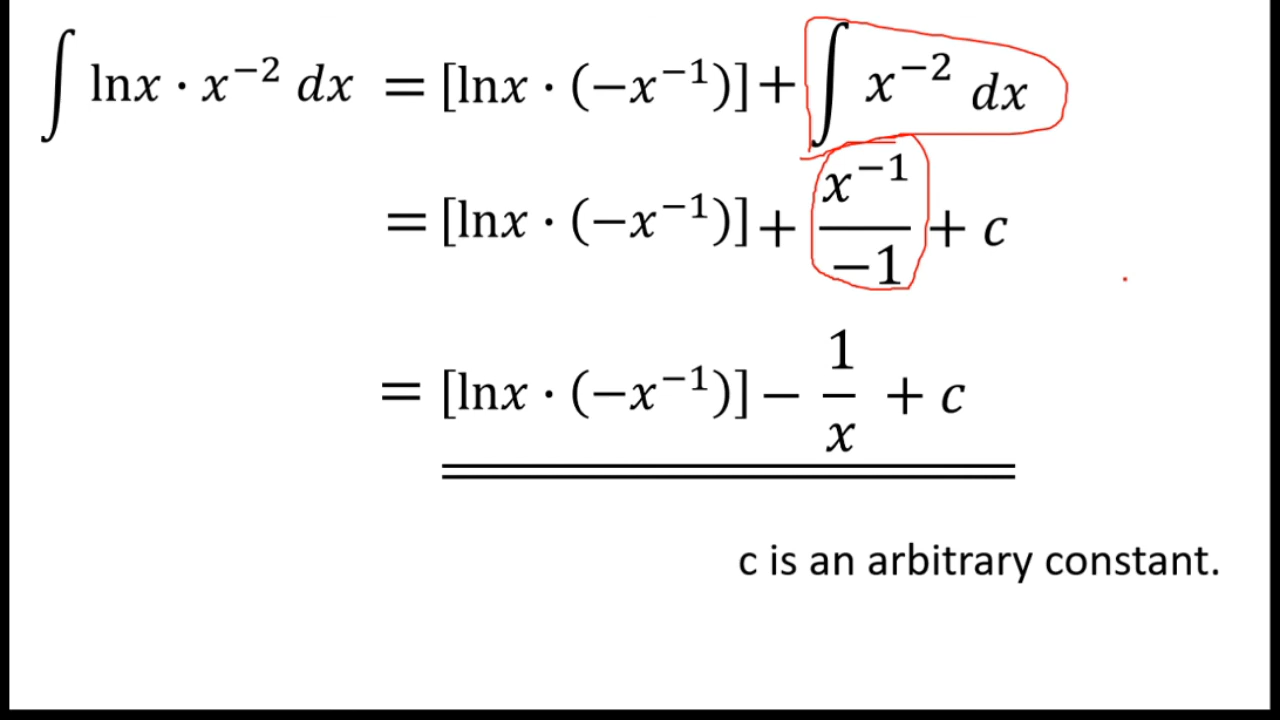 ∫ lnx · x⁻² dx = [lnx · (−x⁻¹)] + ∫ x⁻² dx
= [lnx · (−x⁻¹)] + x⁻¹/−1 + c
= [lnx · (−x⁻¹)] − 1/x + c
c is an arbitrary constant.